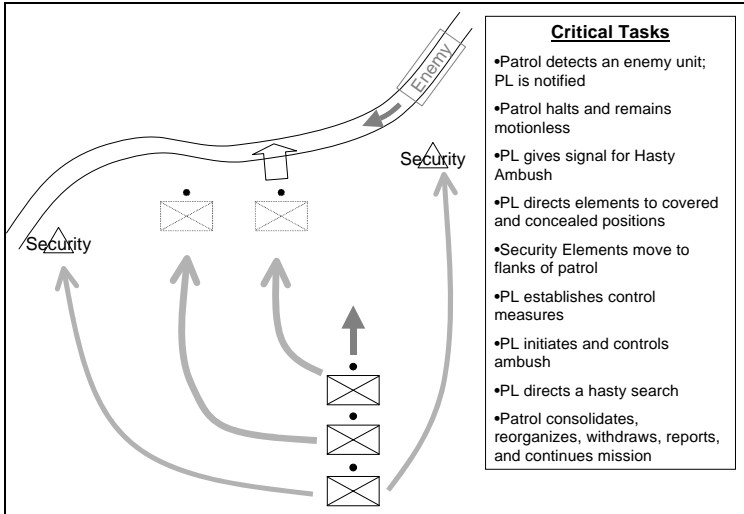 Enemy
Security
Security
Critical Tasks
•Patrol detects an enemy unit;
PL is notified
•Patrol halts and remains
motionless
•PL gives signal for Hasty
Ambush
•PL directs elements to covered
and concealed positions
•Security Elements move to
flanks of patrol
•PL establishes control
measures
•PL initiates and controls
ambush
•PL directs a hasty search
•Patrol consolidates,
reorganizes, withdraws, reports,
and continues mission